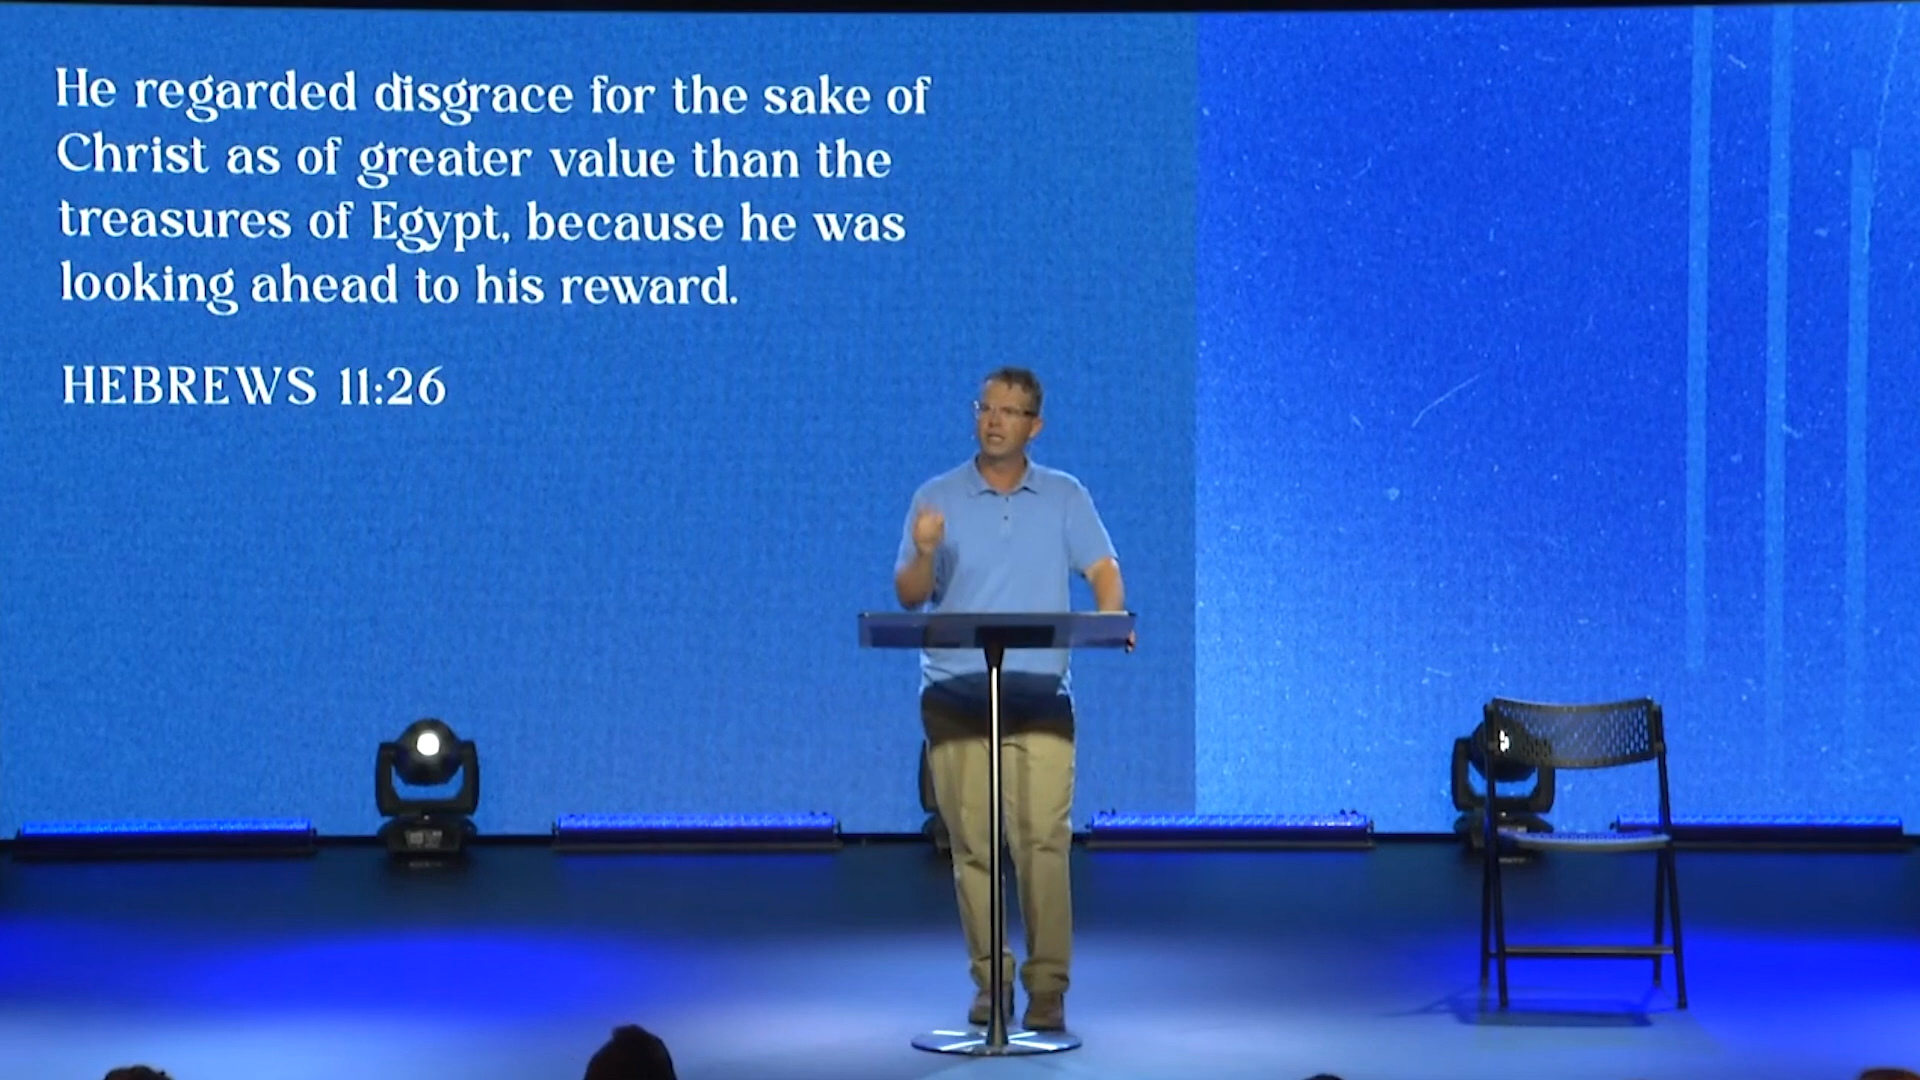 He regarded disgrace for the sake of
Christ as of greater value than the
treasures of Egypt, because he was
looking ahead to his reward.
HEBREWS 11:26